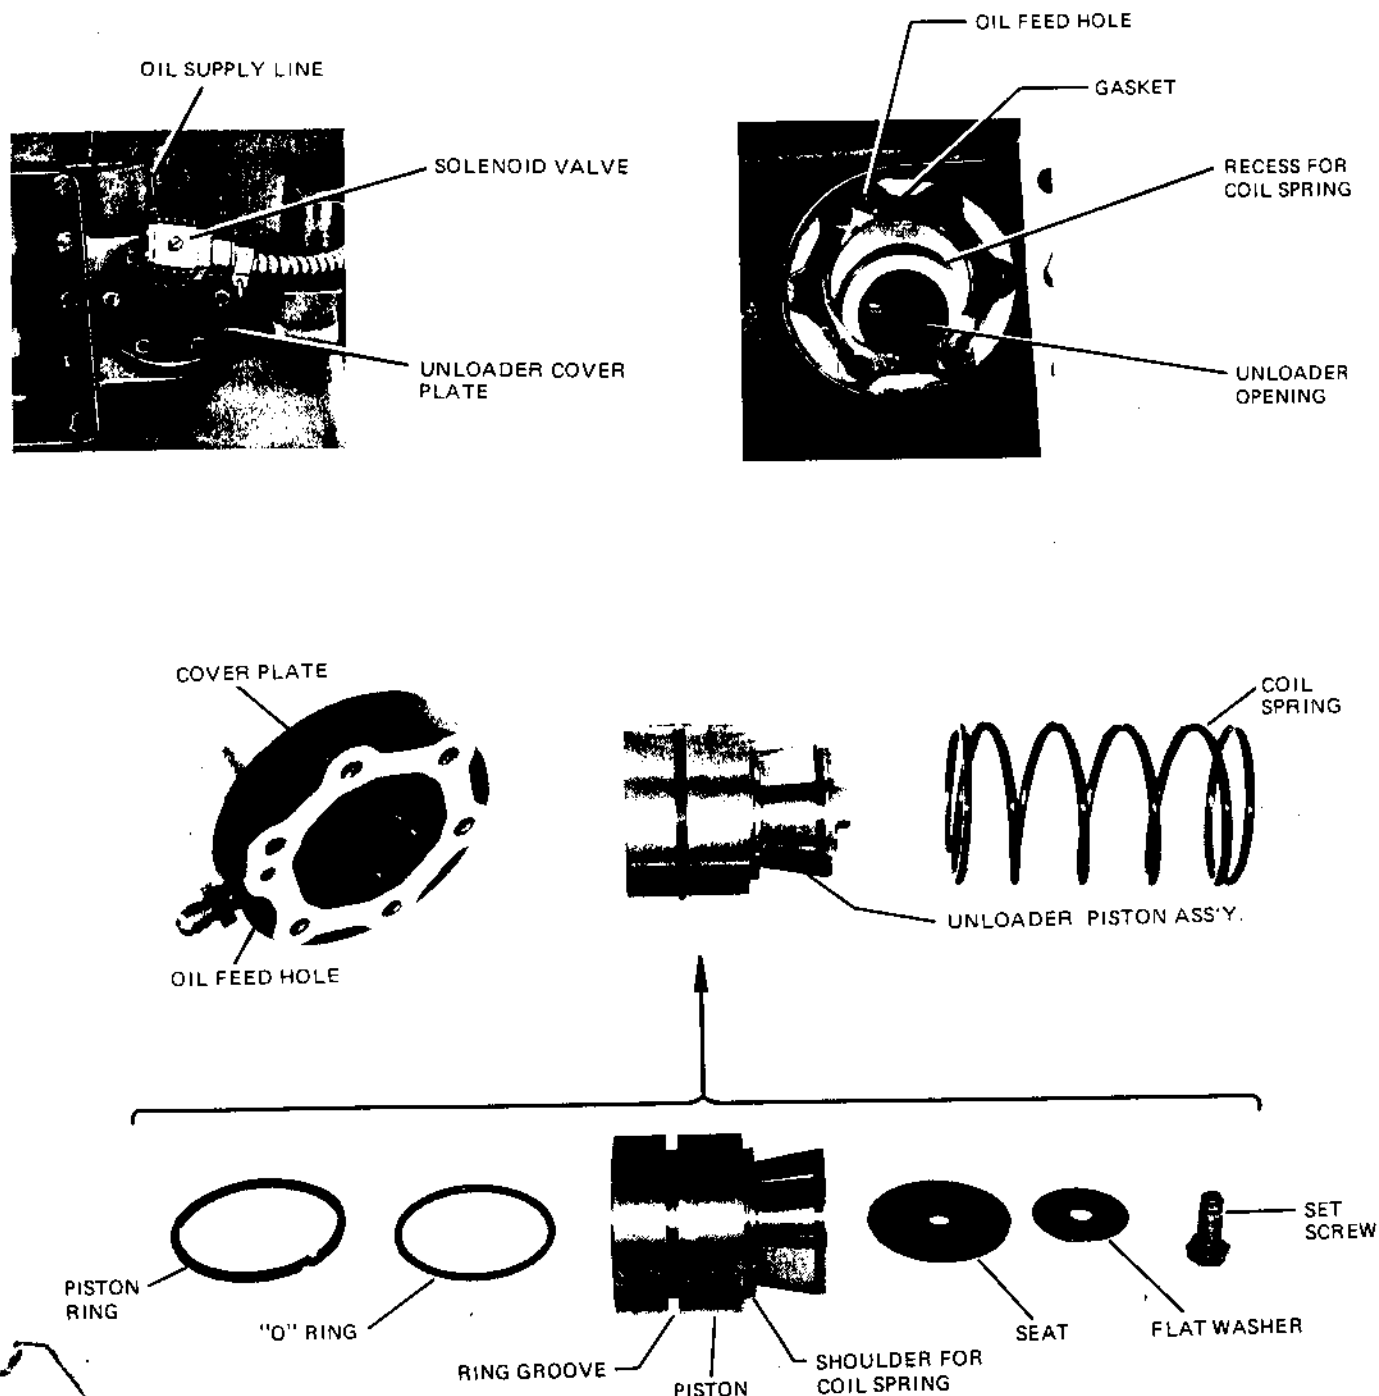 OIL FEED HOLE
OIL SUPPLY LINE
GASKET
SOLENOID VALVE
RECESS FOR
COIL SPRING
UNLOADER COVER
PLATE
UNLOADER
OPENING
COVER PLATE
COIL
SPRING
UNLOADER PISTON ASS'Y.
OIL FEED HOLE
PISTON
RING
"O" RING
RING GROOVE
PISTON
SHOULDER FOR
COIL SPRING
SEAT
FLAT WASHER
SET
SCREW